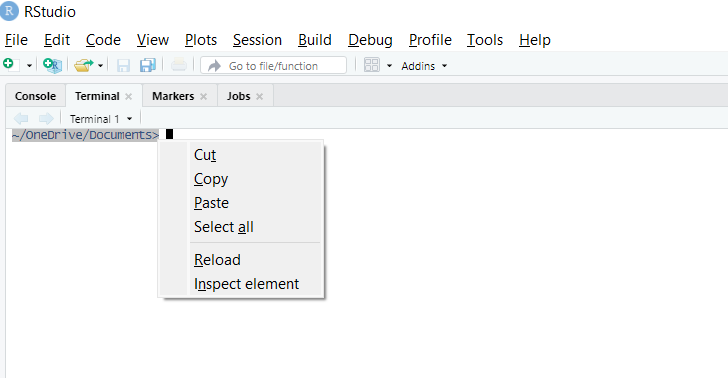 R RStudio
File Edit Code View Plots Session Build Debug Profile Tools Help
Go to file/function Addins
Console Terminal Markers Jobs
Terminal 1
~/OneDrive/Documents>
Cut
Copy
Paste
Select all
Reload
Inspect element